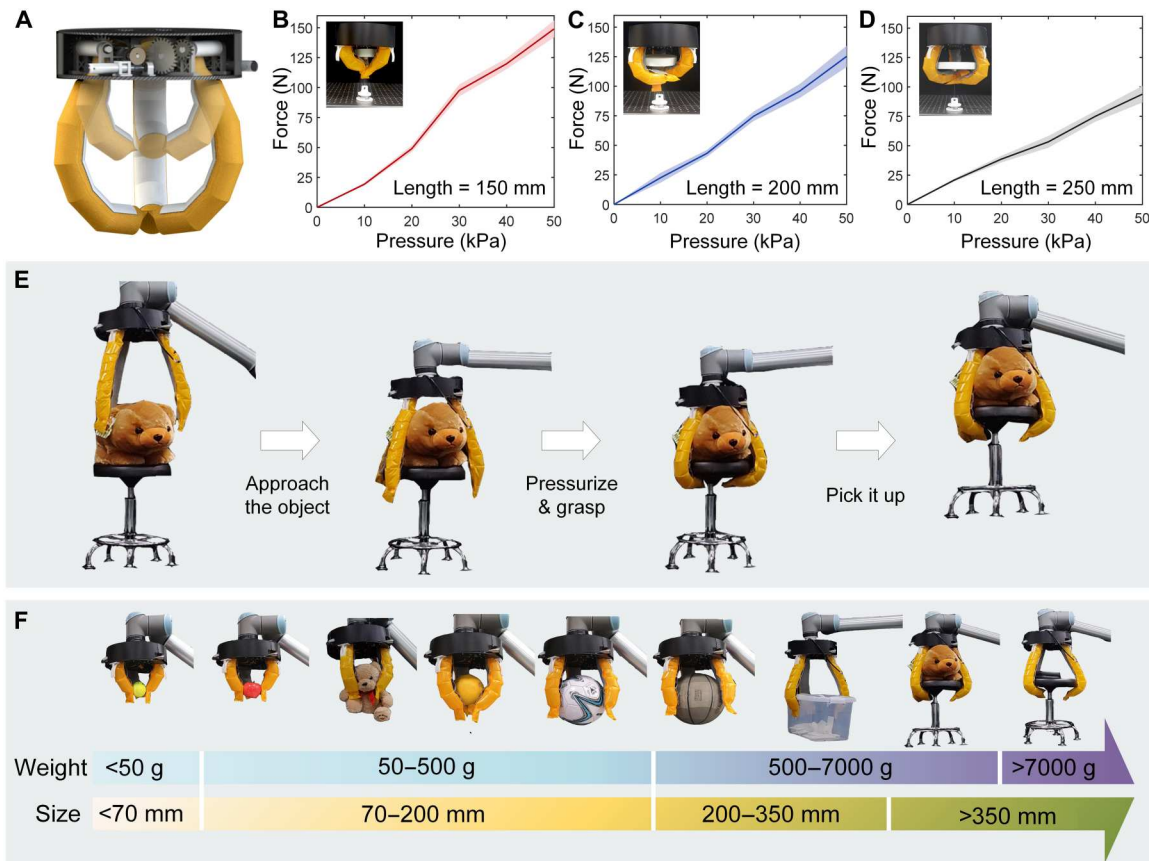 A
B
Force (N)
150
125
100
75
50
25
0
Length = 150 mm
0 10 20 30 40 50
Pressure (kPa)
C
Force (N)
150
125
100
75
50
25
0
Length = 200 mm
0 10 20 30 40 50
Pressure (kPa)
D
Force (N)
150
125
100
75
50
25
0
Length = 250 mm
0 10 20 30 40 50
Pressure (kPa)
E
Approach
the object
Pressurize
& grasp
Pick it up
F
Weight <50 g 50–500 g 500–7000 g >7000 g
Size <70 mm 70–200 mm 200–350 mm >350 mm